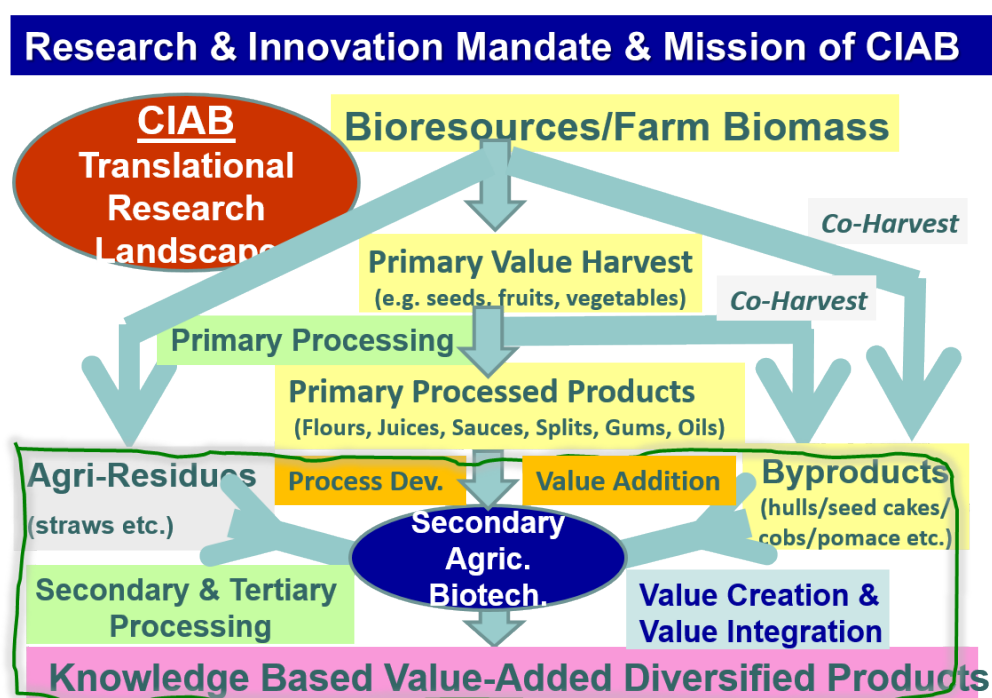 Research & Innovation Mandate & Mission of CIAB
CIAB
Translational
Research
Landscape
Bioresources/Farm Biomass
Co-Harvest
Primary Value Harvest
(e.g. seeds, fruits, vegetables)
Co-Harvest
Primary Processing
Primary Processed Products
(Flours, Juices, Sauces, Splits, Gums, Oils)
Agri-Residues
(straws etc.)
Process Dev.
Value Addition
Byproducts
(hulls/seed cakes/
cobs/pomace etc.)
Secondary
Agric.
Biotech.
Secondary & Tertiary
Processing
Value Creation &
Value Integration
Knowledge Based Value-Added Diversified Products